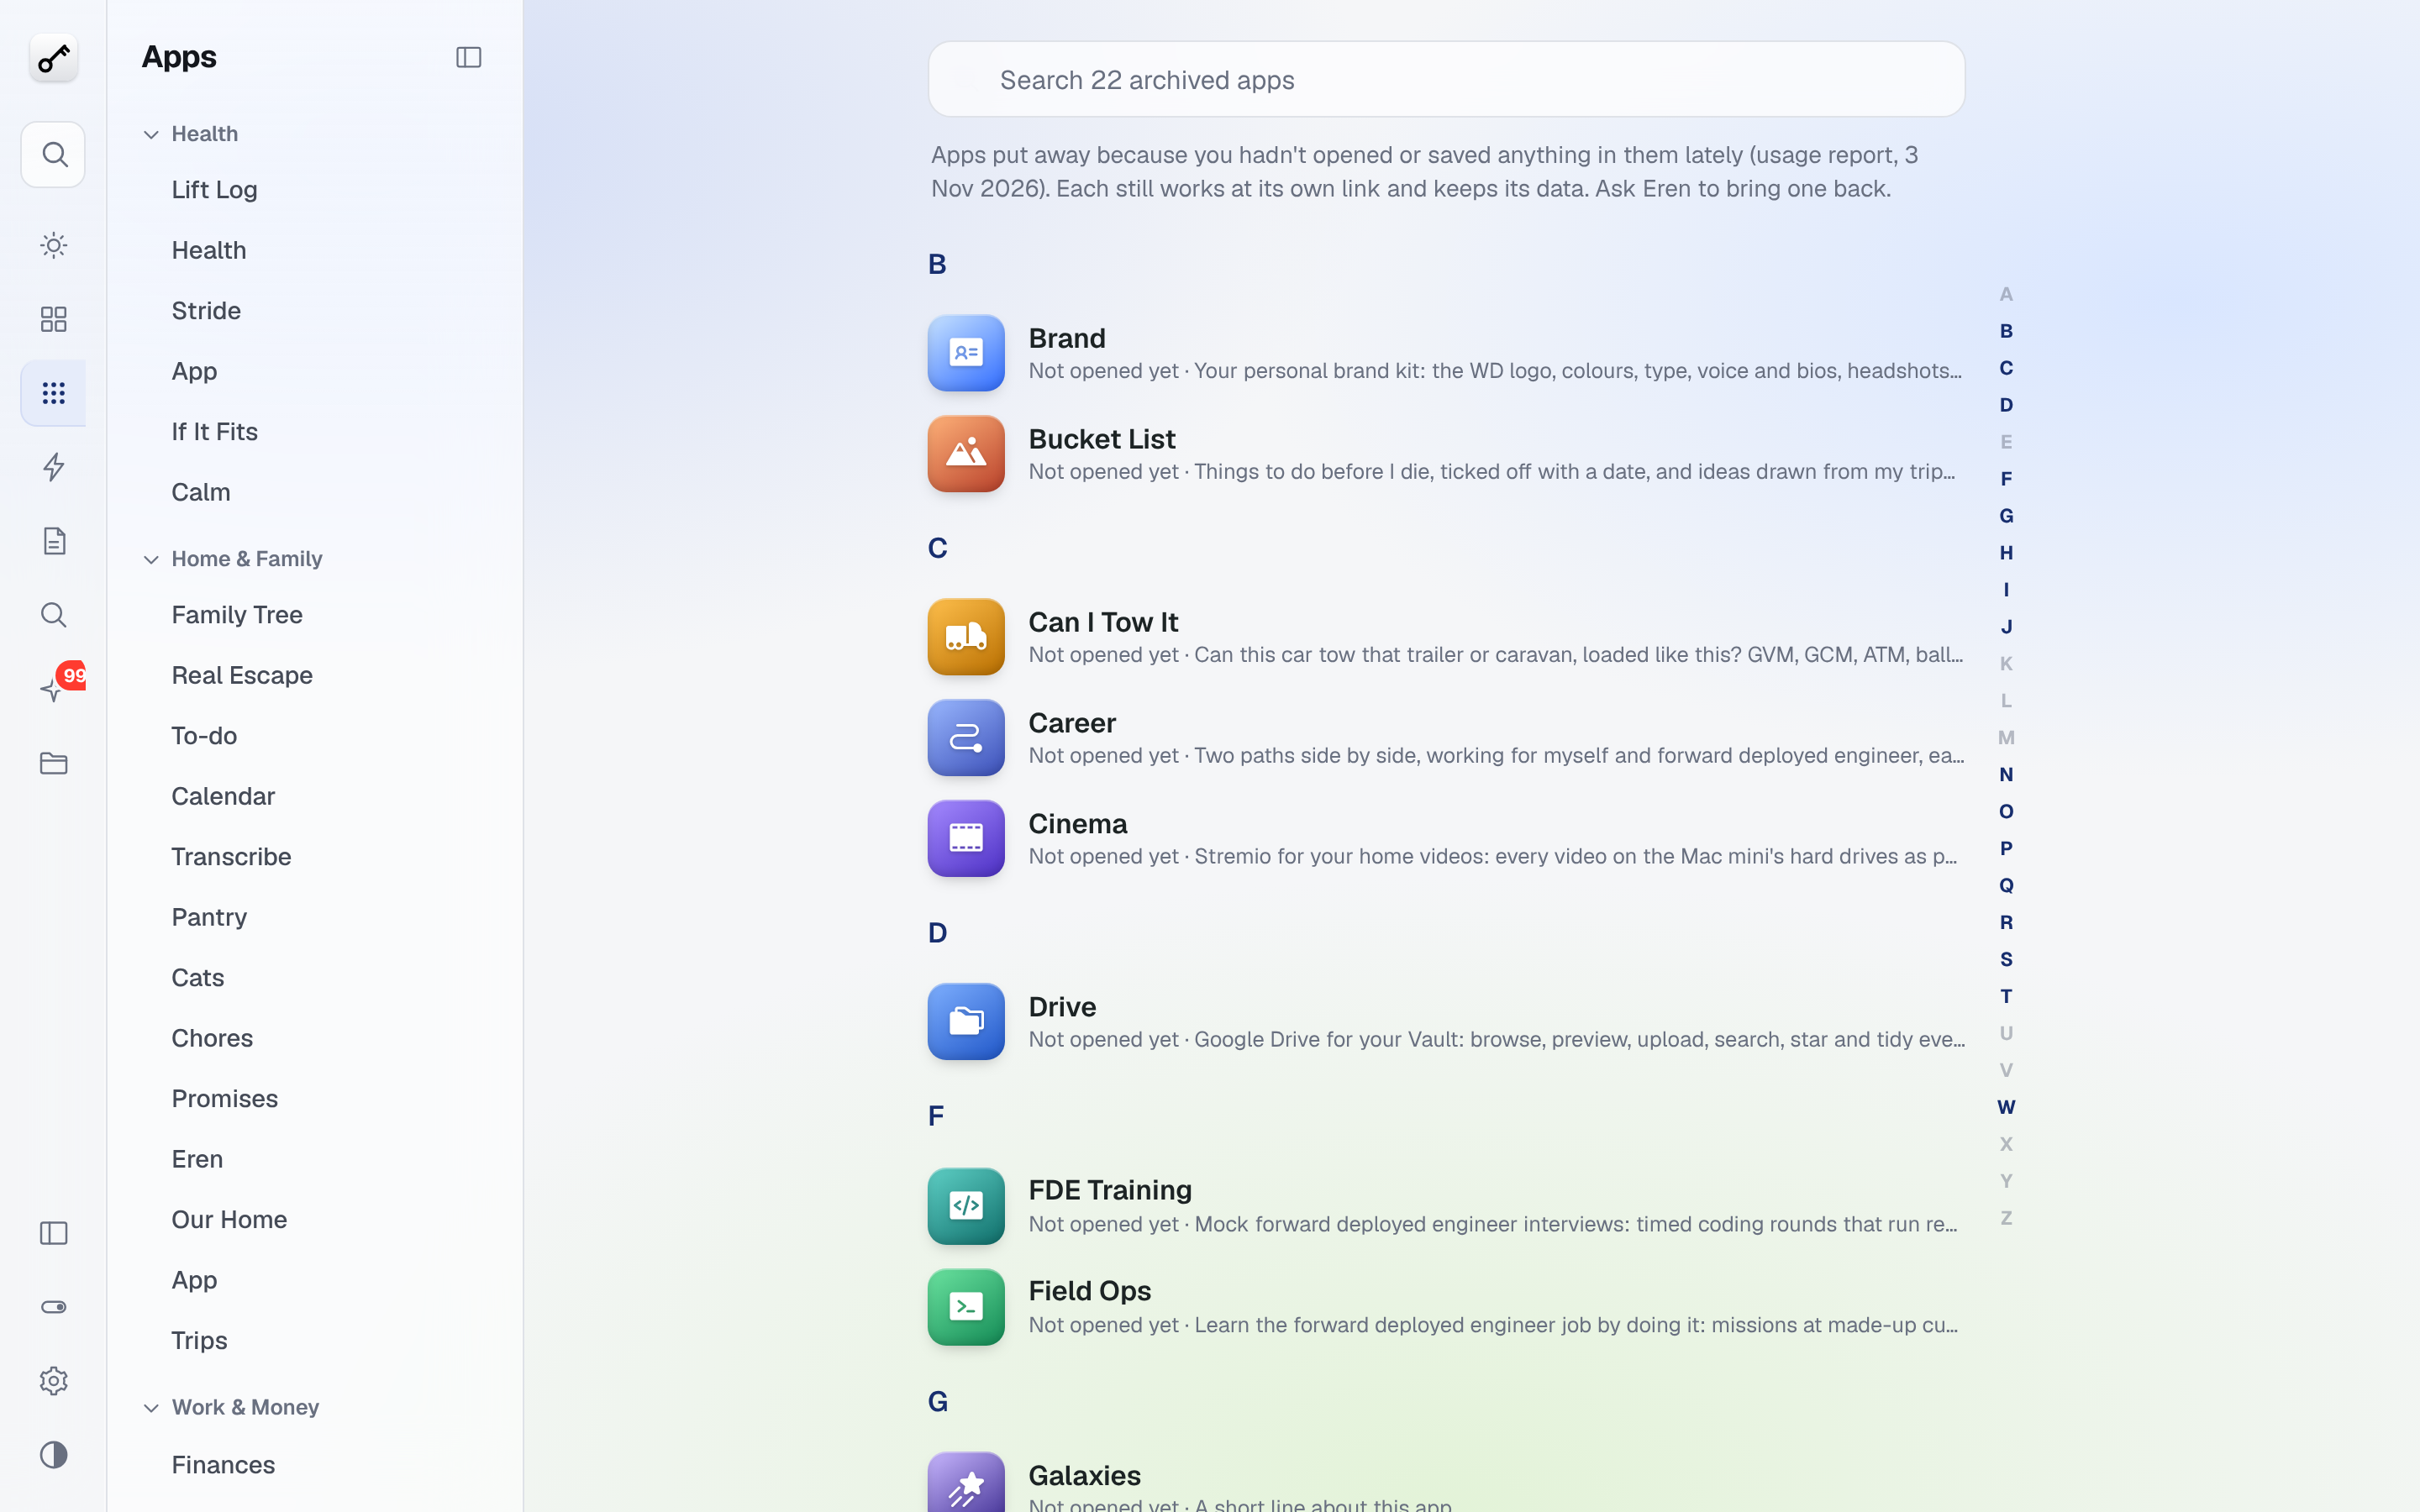 Apps
Health
Lift Log
Health
Stride
App
If It Fits
Calm
Home & Family
Family Tree
Real Escape
To-do
Calendar
Transcribe
Pantry
Cats
Chores
Promises
Eren
Our Home
App
Trips
Work & Money
Finances
99
Search 22 archived apps
Apps put away because you hadn't opened or saved anything in them lately (usage report, 3
Nov 2026). Each still works at its own link and keeps its data. Ask Eren to bring one back.
B
Brand
Not opened yet · Your personal brand kit: the WD logo, colours, type, voice and bios, headshots…
Bucket List
Not opened yet · Things to do before I die, ticked off with a date, and ideas drawn from my trip…
C
Can I Tow It
Not opened yet · Can this car tow that trailer or caravan, loaded like this? GVM, GCM, ATM, ball…
Career
Not opened yet · Two paths side by side, working for myself and forward deployed engineer, ea…
Cinema
Not opened yet · Stremio for your home videos: every video on the Mac mini's hard drives as p…
D
Drive
Not opened yet · Google Drive for your Vault: browse, preview, upload, search, star and tidy eve…
F
FDE Training
Not opened yet · Mock forward deployed engineer interviews: timed coding rounds that run re…
Field Ops
Not opened yet · Learn the forward deployed engineer job by doing it: missions at made-up cu…
G
Galaxies
Not opened yet · A short line about this app
A
B
C
D
E
F
G
H
I
J
K
L
M
N
O
P
Q
R
S
T
U
V
W
X
Y
Z